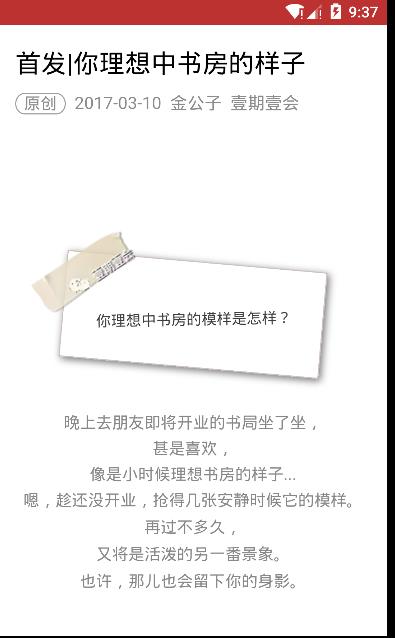 9:37
首发|你理想中书房的样子
原创 2017-03-10 金公子 壹期壹会
你理想中书房的模样是怎样？
晚上去朋友即将开业的书局坐了坐，
甚是喜欢，
像是小时候理想书房的样子...
嗯，趁还没开业，抢得几张安静时候它的模样。
再过不多久，
又将是活泼的另一番景象。
也许，那儿也会留下你的身影。